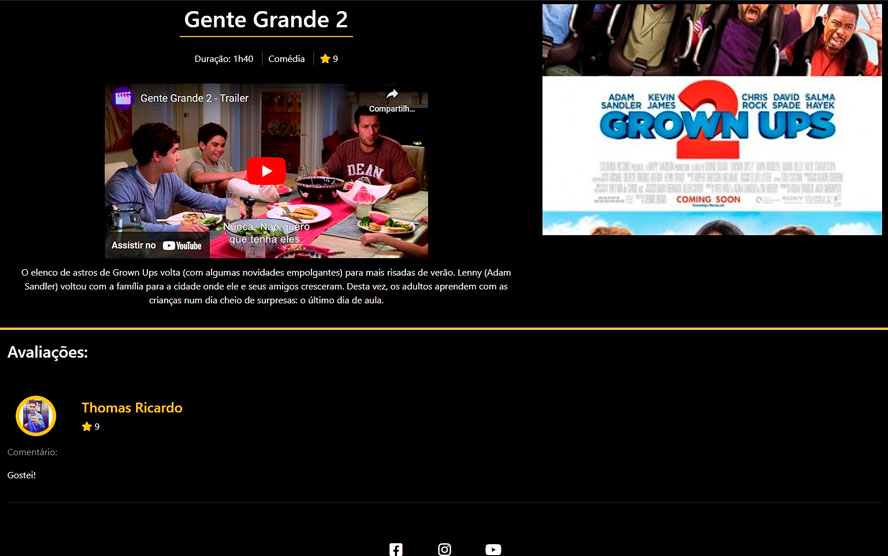 Gente Grande 2
Duração: 1h40
Comédia
9
Gente Grande 2 - Trailer
Compartilh...
DEAN
Nunca. Não quero
que tenha eles
Assistir no YouTube
ADAM SANDLER
KEVIN JAMES
CHRIS ROCK
DAVID SPADE
SALMA HAYEK
2
GROWN UPS
COMING SOON
SONY
O elenco de astros de Grown Ups volta (com algumas novidades empolgantes) para mais risadas de verão. Lenny (Adam
Sandler) voltou com a família para a cidade onde ele e seus amigos cresceram. Desta vez, os adultos aprendem com as
crianças num dia cheio de surpresas: o último dia de aula.
Avaliações:
Thomas Ricardo
9
Comentário:
Gostei!